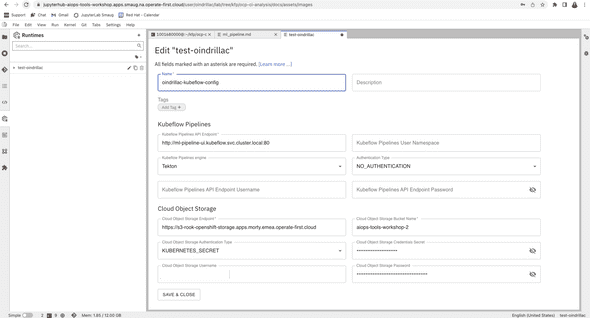 jupyterhub-aiops-tools-workshop.apps.smaug.na.operate-first.cloud/user/oindrillac/lab/tree/kfp/ocp-ci-analysis/docs/assets/images
Support Chat Gmail JupyterLab Smaug Red Hat - Calendar
File Edit View Run Kernel Git Tabs Settings Help
Runtimes
Search...
test-oindrillac
ml_pipeline.md
test-oindrillac
Edit "test-oindrillac"
All fields marked with an asterisk are required. [Learn more ...]
Name *
oindrillac-kubeflow-config
Description
Tags
Add Tag +
Kubeflow Pipelines
Kubeflow Pipelines API Endpoint *
http://ml-pipeline-ui.kubeflow.svc.cluster.local:80
Kubeflow Pipelines User Namespace
Kubeflow Pipelines engine
Tekton
Authentication Type
NO_AUTHENTICATION
Kubeflow Pipelines API Endpoint Username
Kubeflow Pipelines API Endpoint Password
Cloud Object Storage
Cloud Object Storage Endpoint *
https://s3-rook-openshift-storage.apps.morty.emea.operate-first.cloud
Cloud Object Storage Bucket Name *
aiops-tools-workshop-2
Cloud Object Storage Authentication Type
KUBERNETES_SECRET
Cloud Object Storage Credentials Secret
Cloud Object Storage Username
Cloud Object Storage Password
SAVE & CLOSE
Simple 2 9 Mem: 1.65 / 12.00 GB English (United States) test-oindrillac